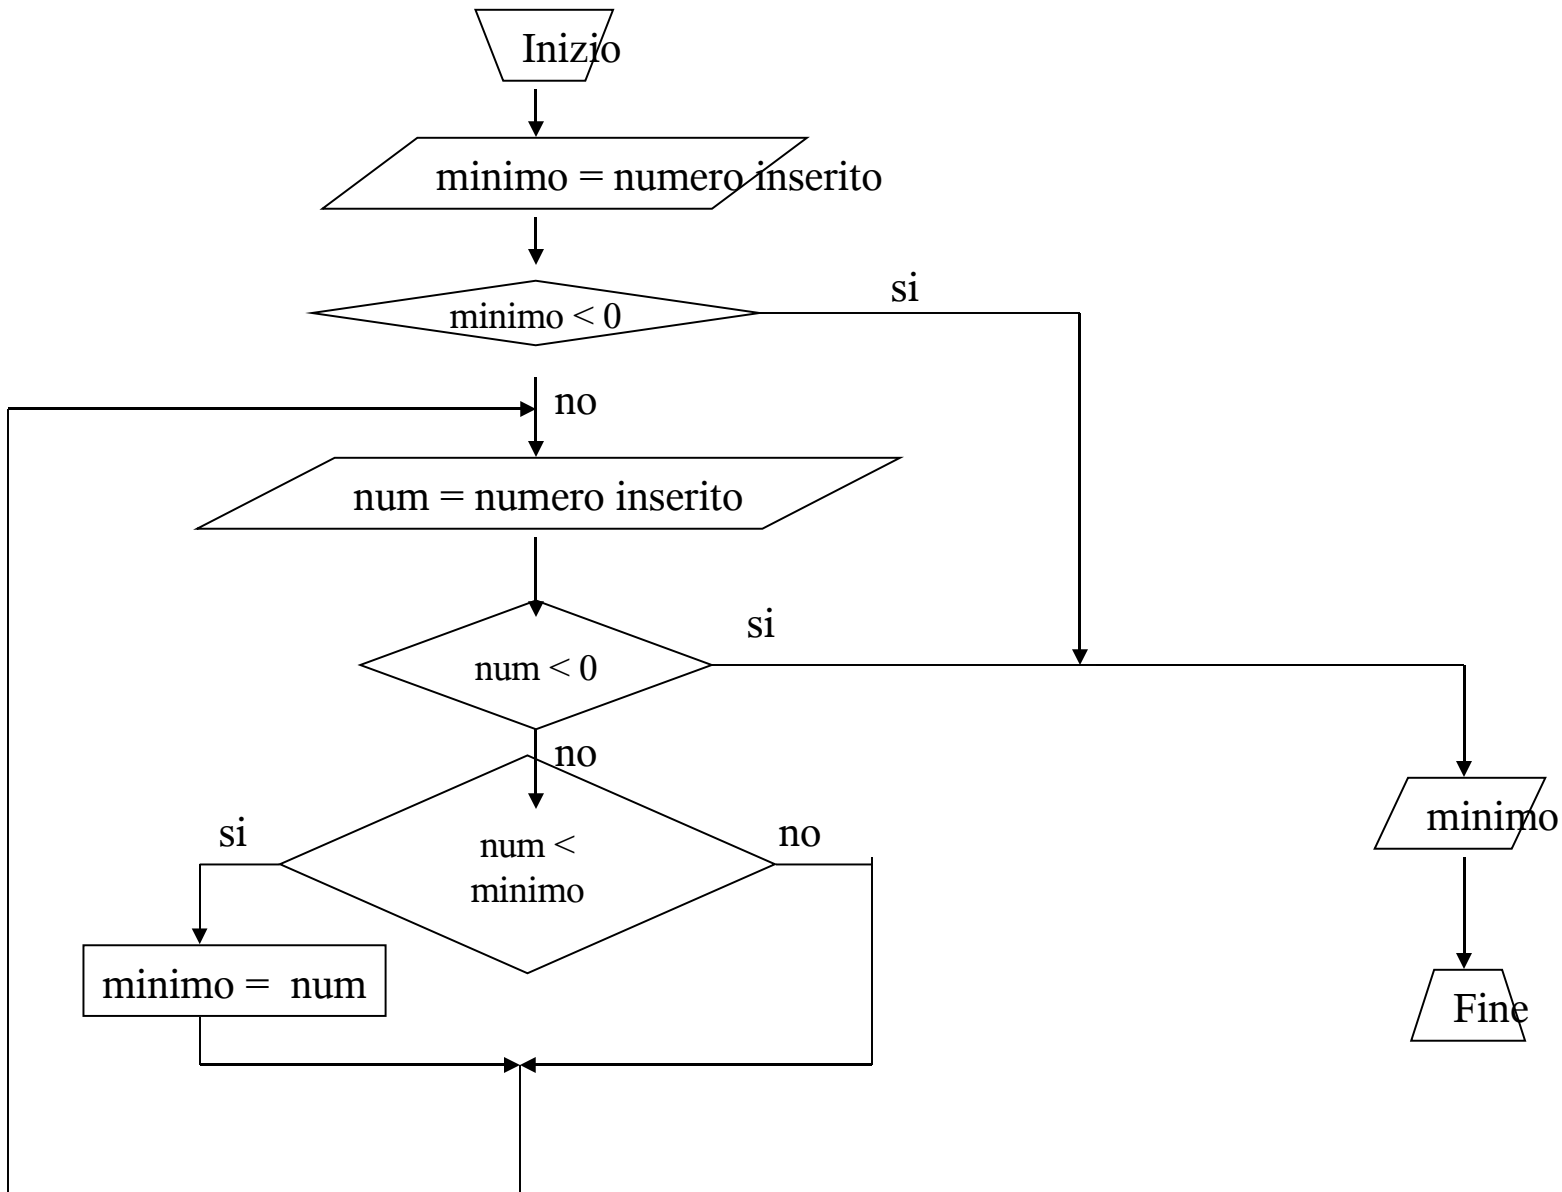 Inizio
minimo = numero inserito
si
minimo < 0
no
num = numero inserito
si
num < 0
no
si
no
num <
minimo
minimo
minimo = num
Fine